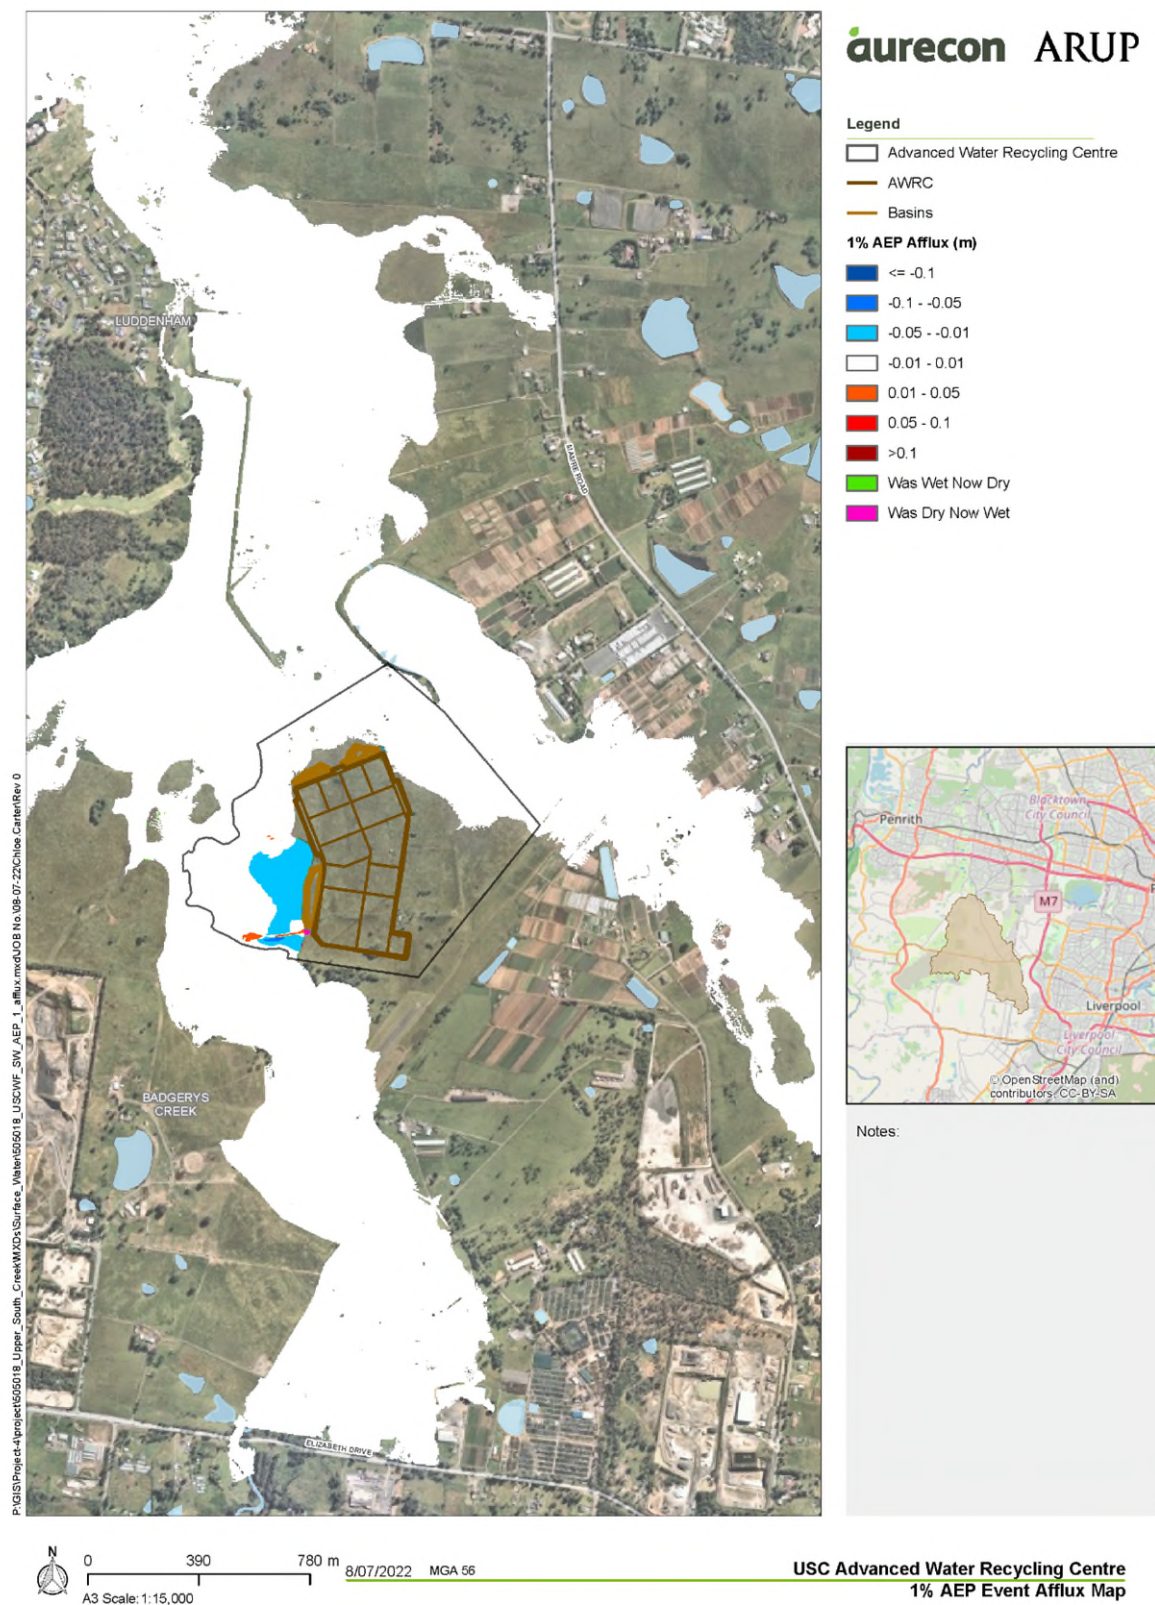 aurecon ARUP
Legend
Advanced Water Recycling Centre
AWRC
Basins
1% AEP Afflux (m)
<= -0.1
-0.1 - -0.05
-0.05 - -0.01
-0.01 - 0.01
0.01 - 0.05
0.05 - 0.1
>0.1
Was Wet Now Dry
Was Dry Now Wet
LUDDENHAM
MAMRE ROAD
BADGERYS
CREEK
ELIZABETH DRIVE
Blacktown
City Council
Penrith
M7
Liverpool
Liverpool
City Council
© OpenStreetMap (and)
contributors, CC-BY-SA
Notes:
P:\GIS\Project-4\project\505018_Upper_South_Creek\MXDs\Surface_Water\505018_USCWF_SW_AEP_1_afflux.mxd\JOB No.\08-07-22\Chloe.Carter\Rev 0
N
0 390 780 m
A3 Scale: 1:15,000
8/07/2022 MGA 56
USC Advanced Water Recycling Centre
1% AEP Event Afflux Map